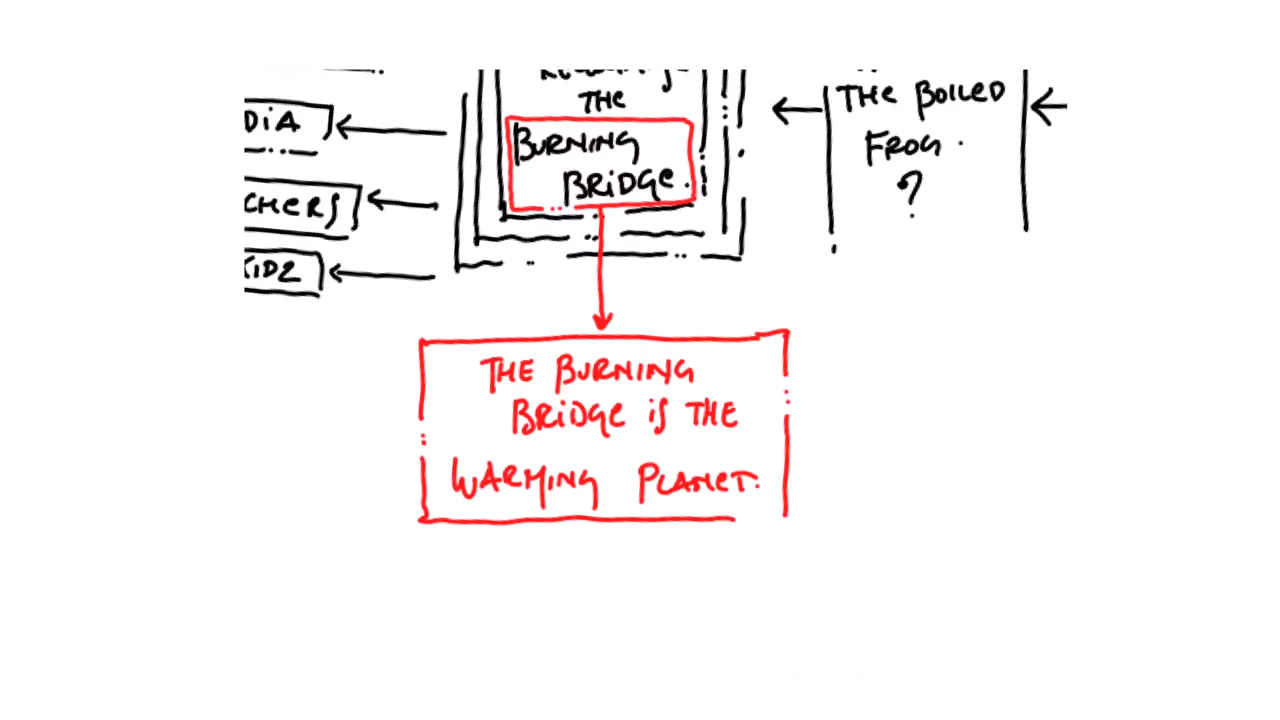 THE
BURNING
BRIDGE.
DIA
CHERS
KIDZ
THE BOILED
FROG.
?
THE BURNING
BRIDGE IS THE
WARMING PLANET.